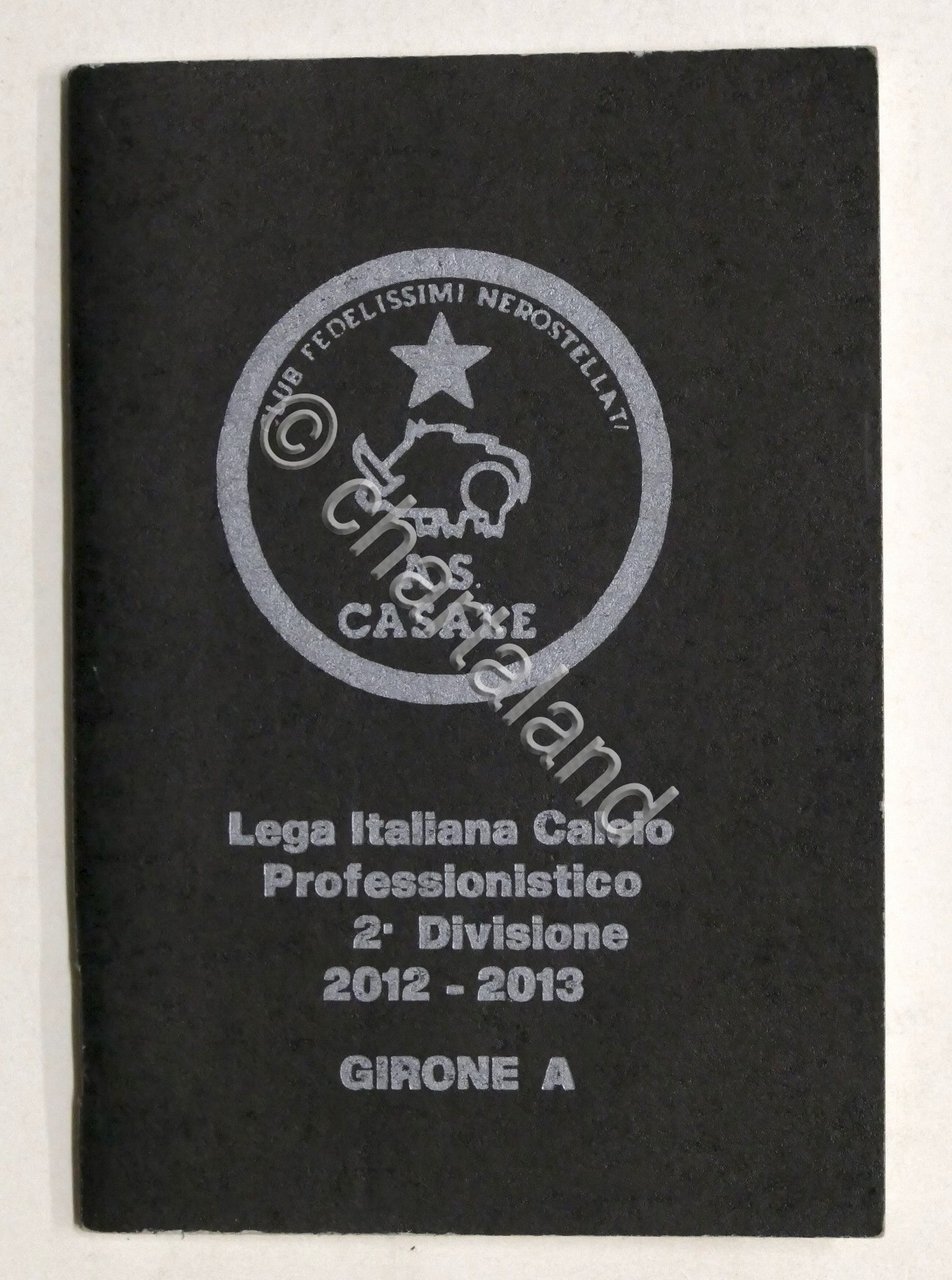 CLUB FEDELISSIMI NEROSTELLATI
A.S.
CASALE
© chartaland
Lega Italiana Calcio
Professionistico
2· Divisione
2012 - 2013
GIRONE A